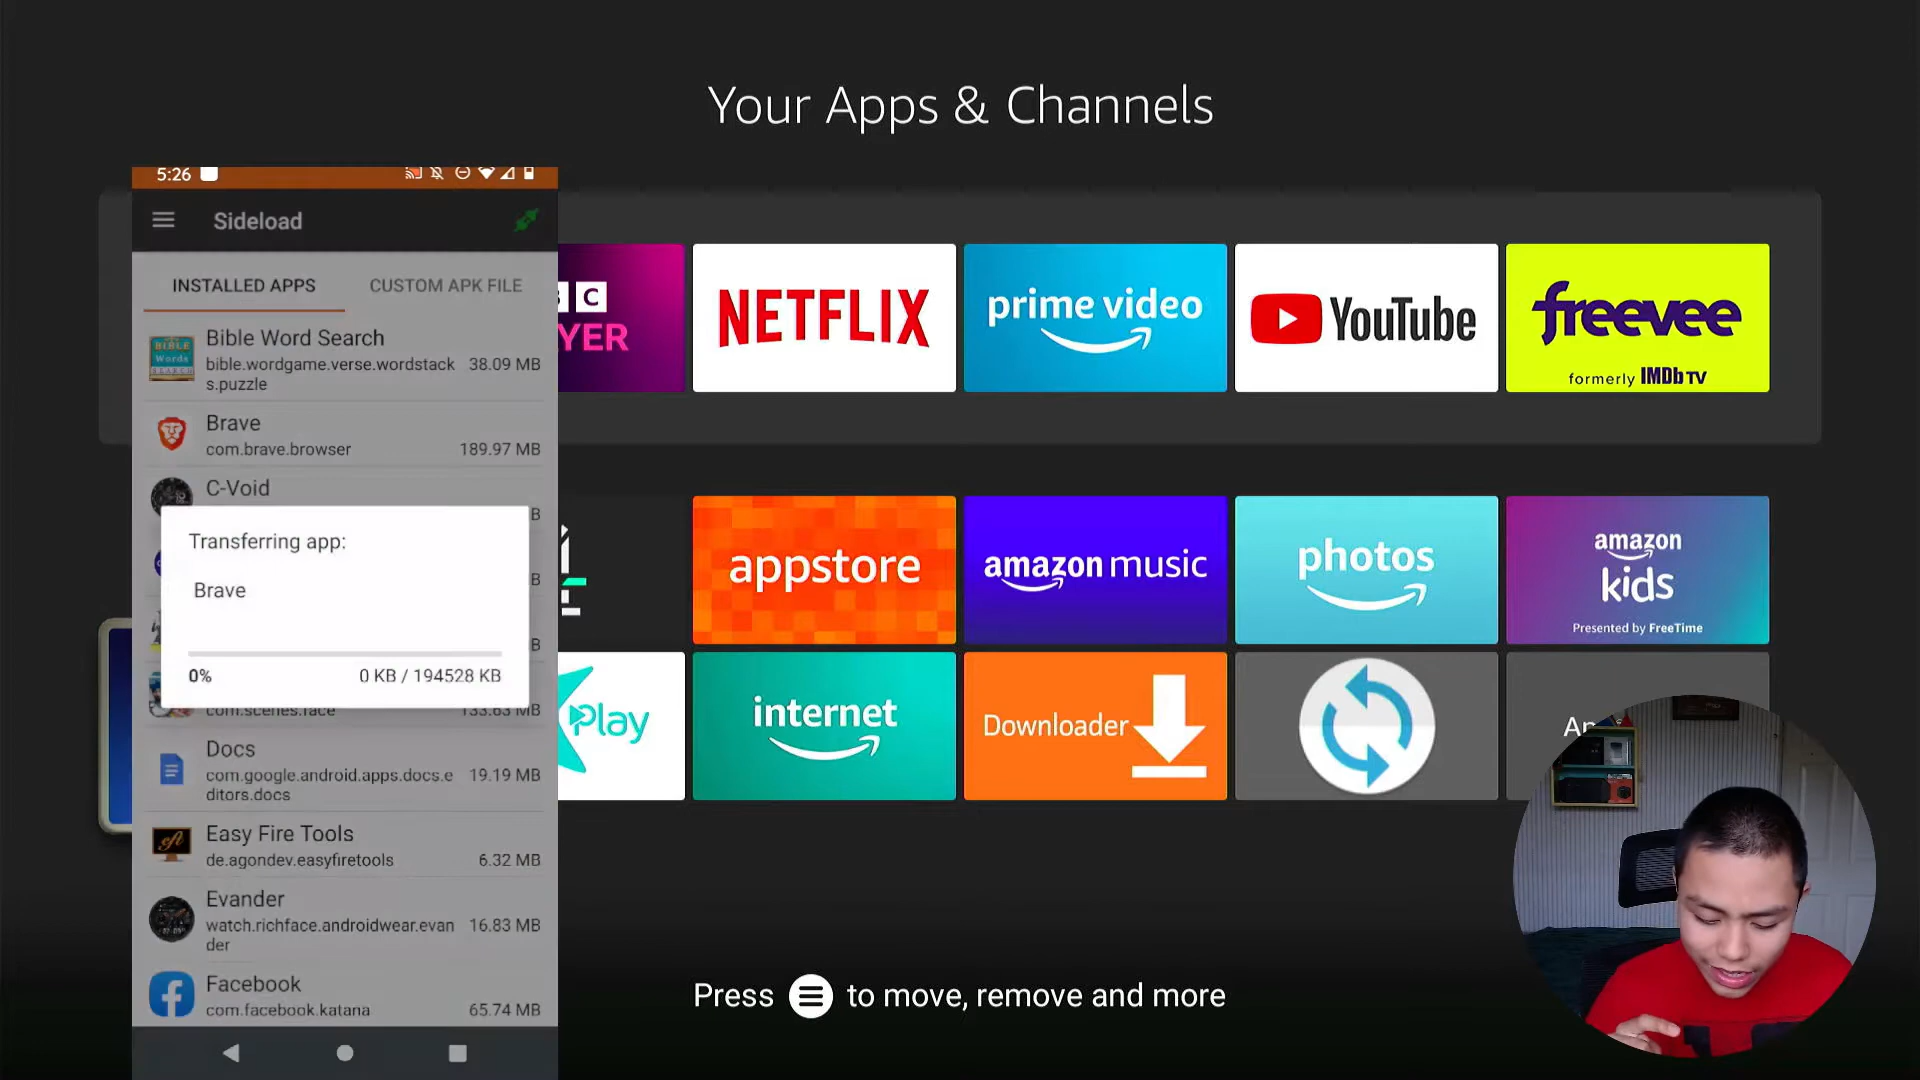 Your Apps & Channels
5:26
Sideload
INSTALLED APPS
CUSTOM APK FILE
Bible Word Search
bible.wordgame.verse.wordstack
s.puzzle
38.09 MB
Brave
com.brave.browser
189.97 MB
C-Void
B
Transferring app:
Brave
0%
0 KB / 194528 KB
B
B
com.scenes.face
133.63 MB
Docs
com.google.android.apps.docs.e
ditors.docs
19.19 MB
Easy Fire Tools
de.agondev.easyfiretools
6.32 MB
Evander
watch.richface.androidwear.evan
der
16.83 MB
Facebook
com.facebook.katana
65.74 MB
C
YER
NETFLIX
prime video
YouTube
freevee
formerly IMDb TV
appstore
amazon music
photos
amazon
kids
Presented by FreeTime
Play
internet
Downloader
Press
to move, remove and more